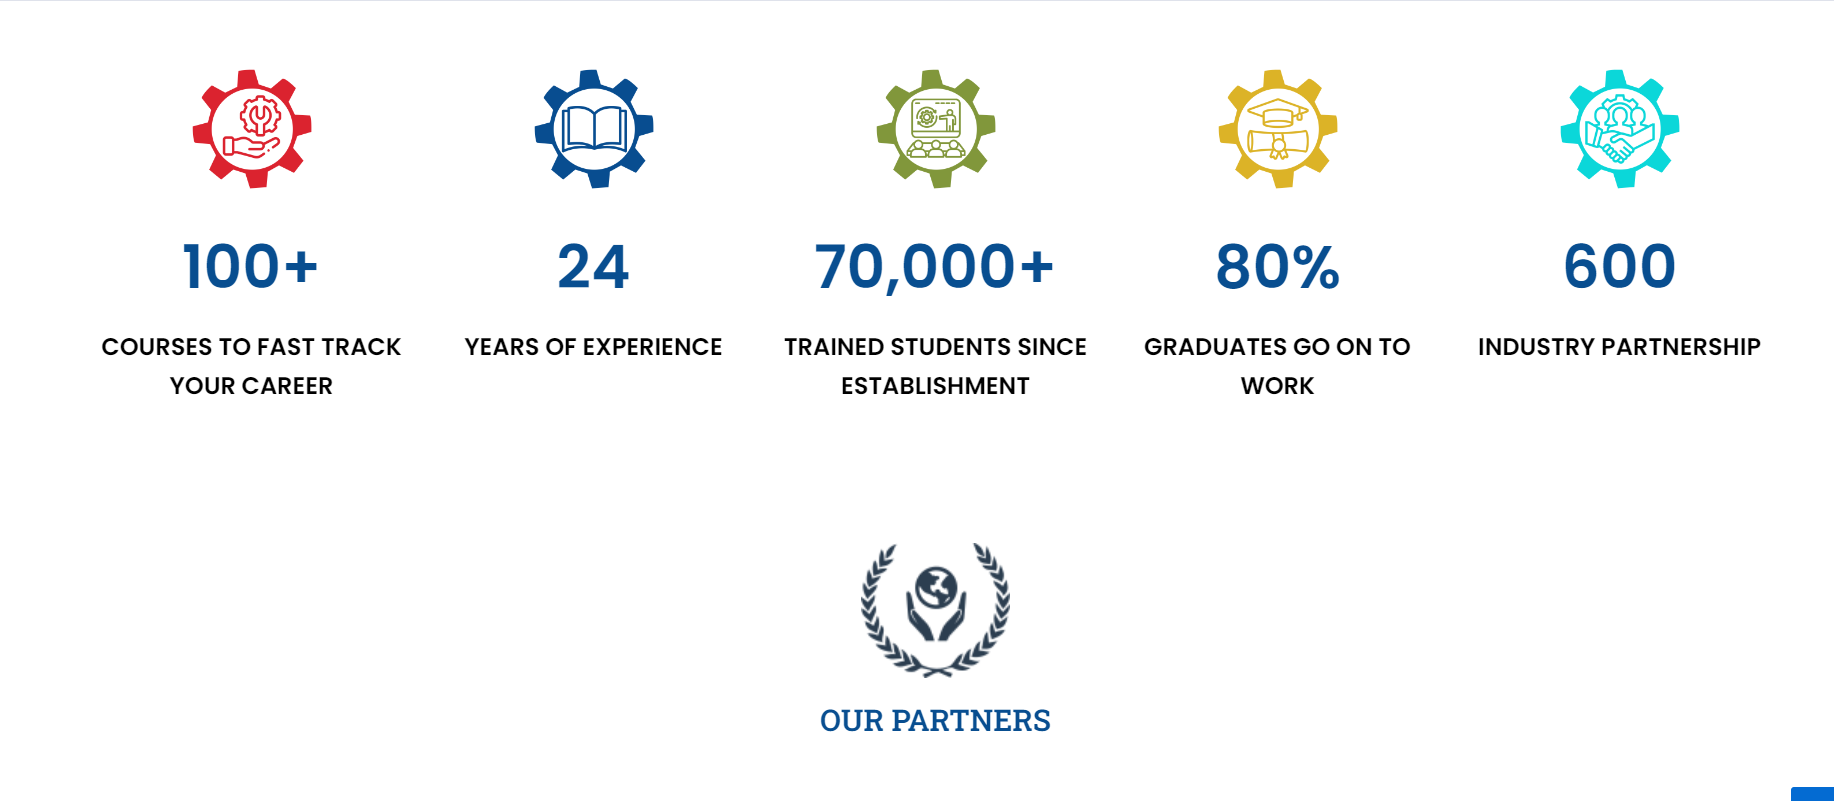 100+
24
70,000+
80%
600
COURSES TO FAST TRACK
YOUR CAREER
YEARS OF EXPERIENCE
TRAINED STUDENTS SINCE
ESTABLISHMENT
GRADUATES GO ON TO
WORK
INDUSTRY PARTNERSHIP
OUR PARTNERS